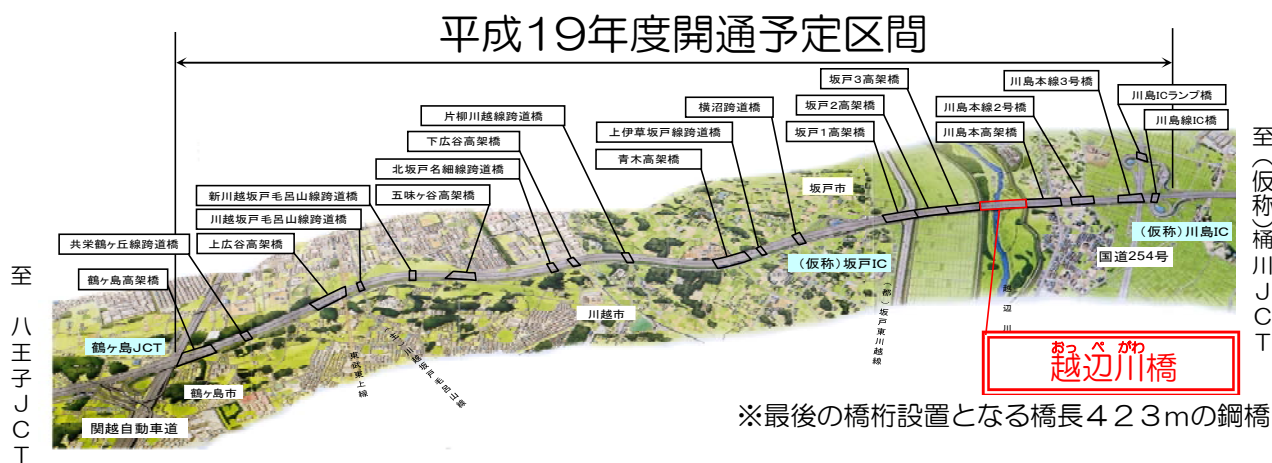 平成19年度開通予定区間
坂戸3高架橋
川島本線3号橋
川島ICランプ橋
横沼跨道橋
坂戸2高架橋
川島本線2号橋
川島線IC橋
片柳川越線跨道橋
上伊草坂戸線跨道橋
坂戸1高架橋
川島本高架橋
下広谷高架橋
青木高架橋
北坂戸名細線跨道橋
坂戸市
新川越坂戸毛呂山線跨道橋
五味ヶ谷高架橋
川越坂戸毛呂山線跨道橋
共栄鶴ヶ丘線跨道橋
上広谷高架橋
(仮称)川島IC
至(仮称)桶川JCT
鶴ヶ島高架橋
(仮称)坂戸IC
国道254号
至 八王子JCT
川越市
越辺川
(都)坂戸東川越線
鶴ヶ島JCT
東武東上線
(主)川越坂戸毛呂山線
おっぺがわ
越辺川橋
鶴ヶ島市
関越自動車道
※最後の橋桁設置となる橋長423mの鋼橋